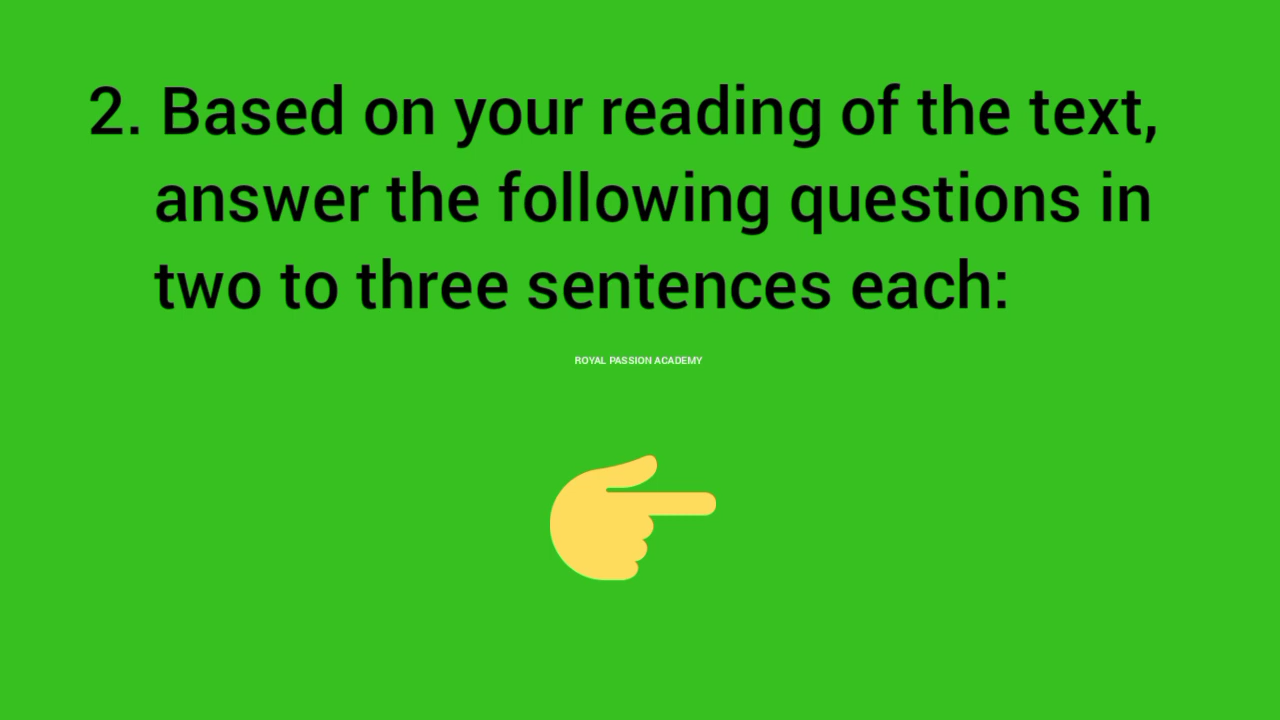 2. Based on your reading of the text,
answer the following questions in
two to three sentences each:
ROYAL PASSION ACADEMY